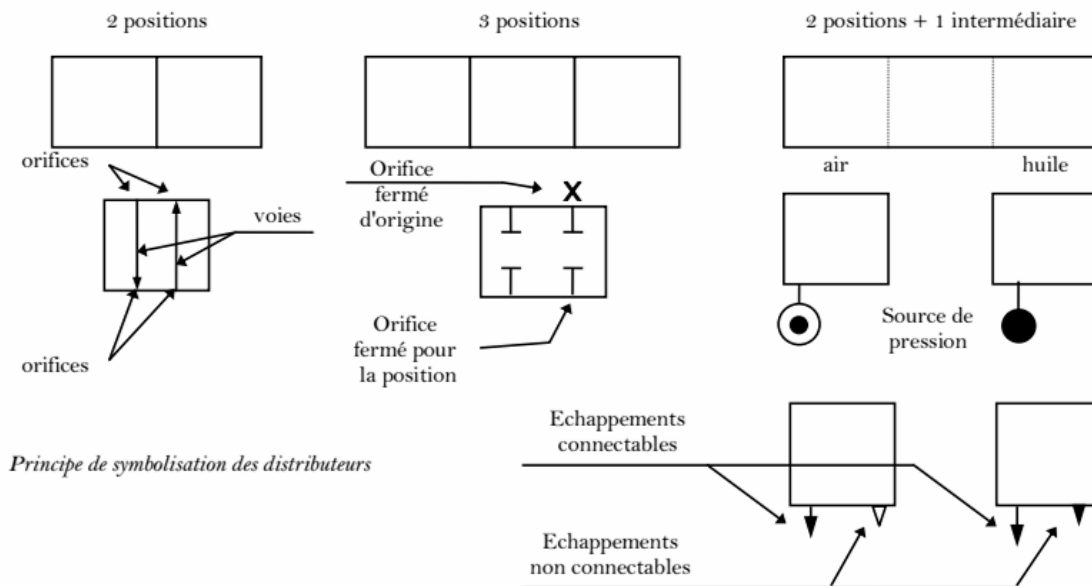 2 positions
3 positions
2 positions + 1 intermédiaire
orifices
voies
orifices
Orifice
fermé
d'origine
X
Orifice
fermé pour
la position
air
huile
Source de
pression
Principe de symbolisation des distributeurs
Echappements
connectables
Echappements
non connectables